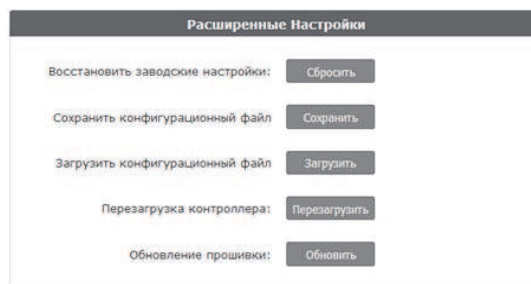 Расширенные Настройки
Восстановить заводские настройки: Сбросить
Сохранить конфигурационный файл Сохранить
Загрузить конфигурационный файл Загрузить
Перезагрузка контроллера: Перезагрузить
Обновление прошивки: Обновить